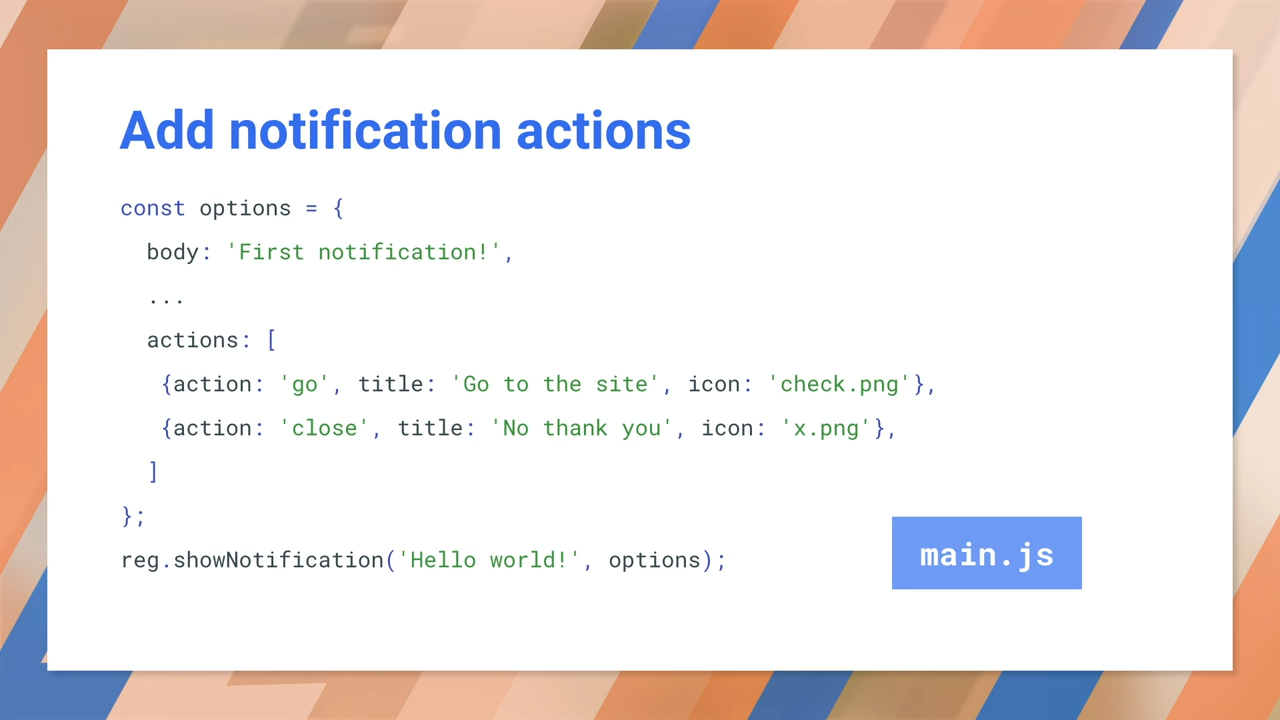 Add notification actions
const options = {
  body: 'First notification!',
  ...
  actions: [
   {action: 'go', title: 'Go to the site', icon: 'check.png'},
   {action: 'close', title: 'No thank you', icon: 'x.png'},
  ]
};
reg.showNotification('Hello world!', options);
main.js